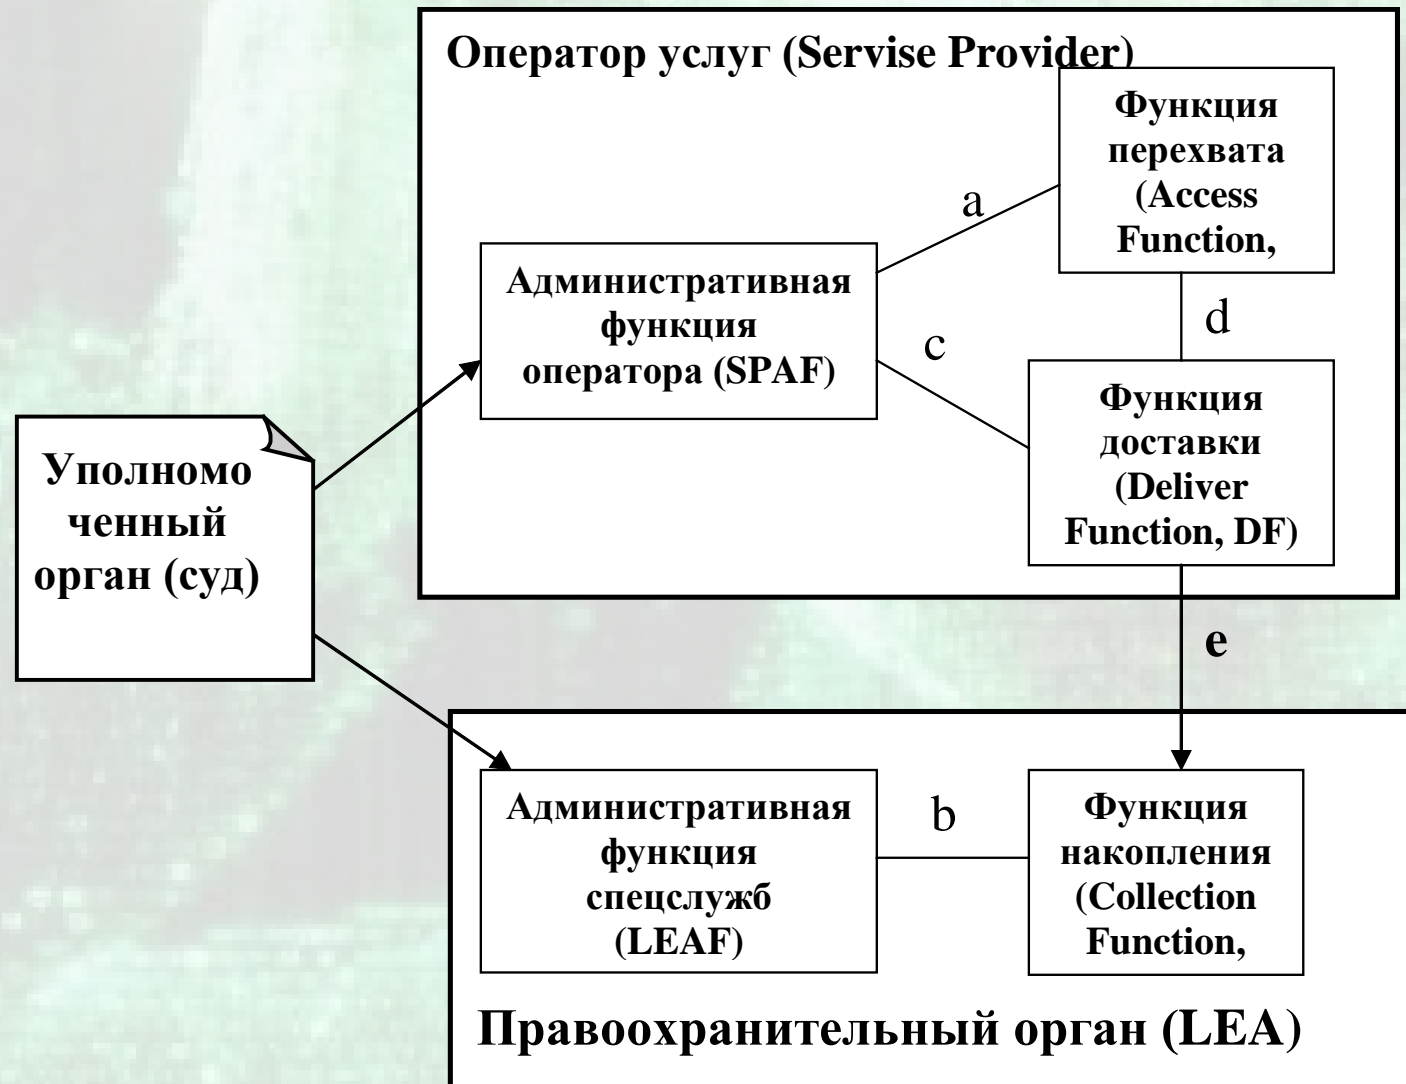 Оператор услуг (Servise Provider)
Функция
перехвата
(Access
Function,
a
Административная
функция
оператора (SPAF)
d
c
Функция
доставки
(Deliver
Function, DF)
Уполномо
ченный
орган (суд)
e
Административная
функция
спецслужб
(LEAF)
b
Функция
накопления
(Collection
Function,
Правоохранительный орган (LEA)